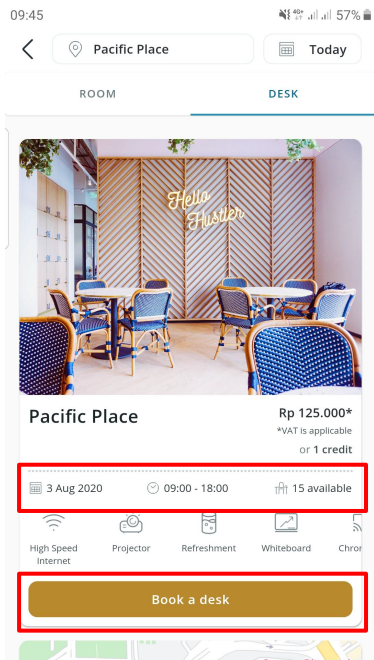 09:45
4G+
57%
Pacific Place
Today
ROOM
DESK
Hello
Hustler
Pacific Place
Rp 125.000*
*VAT is applicable
or 1 credit
3 Aug 2020
09:00 - 18:00
15 available
High Speed
Internet
Projector
Refreshment
Whiteboard
Chror
Book a desk